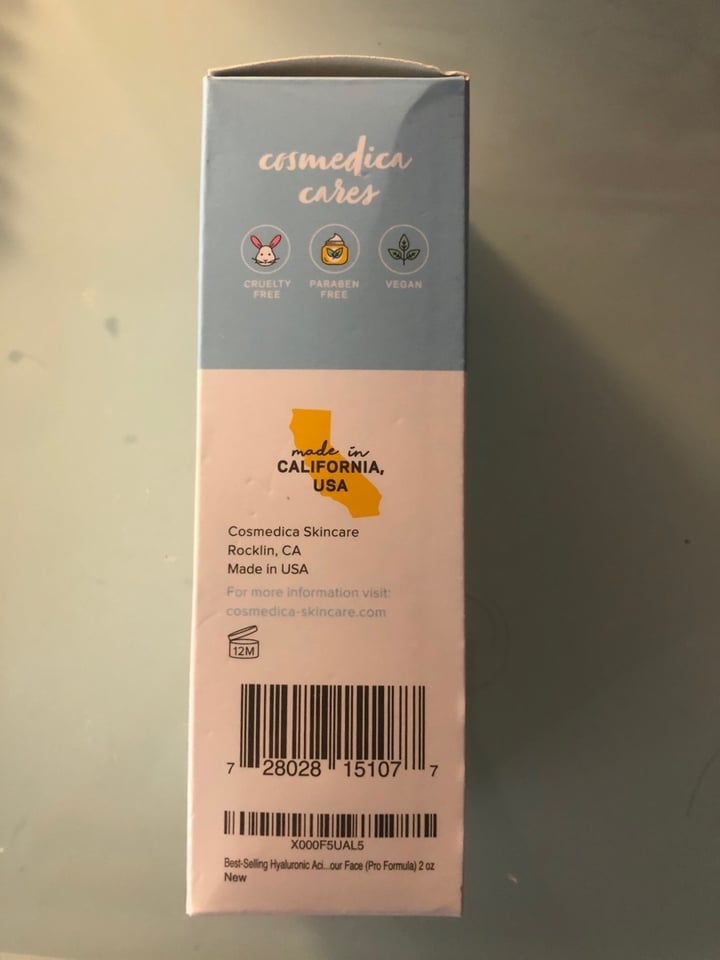 cosmedica
cares
CRUELTY FREE
PARABEN FREE
VEGAN
made in
CALIFORNIA,
USA
Cosmedica Skincare
Rocklin, CA
Made in USA
For more information visit:
cosmedica-skincare.com
12M
7 28028 15107 7
X000F5UAL5
Best-Selling Hyaluronic Aci...our Face (Pro Formula) 2 oz
New